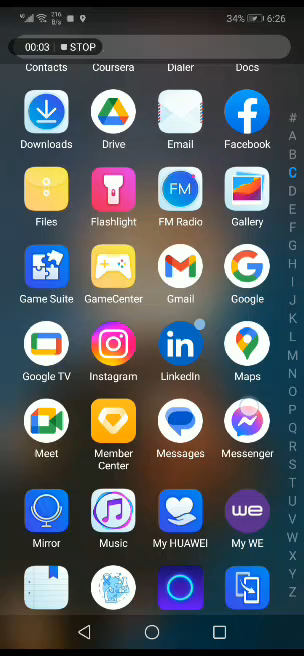 216 B/s 34% 6:26
00:03 STOP
Contacts Coursera Dialer Docs
Downloads Drive Email Facebook
Files Flashlight FM Radio Gallery
FM
Game Suite GameCenter Gmail Google
in
Google TV Instagram LinkedIn Maps
Meet Member Center Messages Messenger
we
Mirror Music My HUAWEI My WE
#
A
B
C
D
E
F
G
H
I
J
K
L
M
N
O
P
Q
R
S
T
U
V
W
X
Y
Z